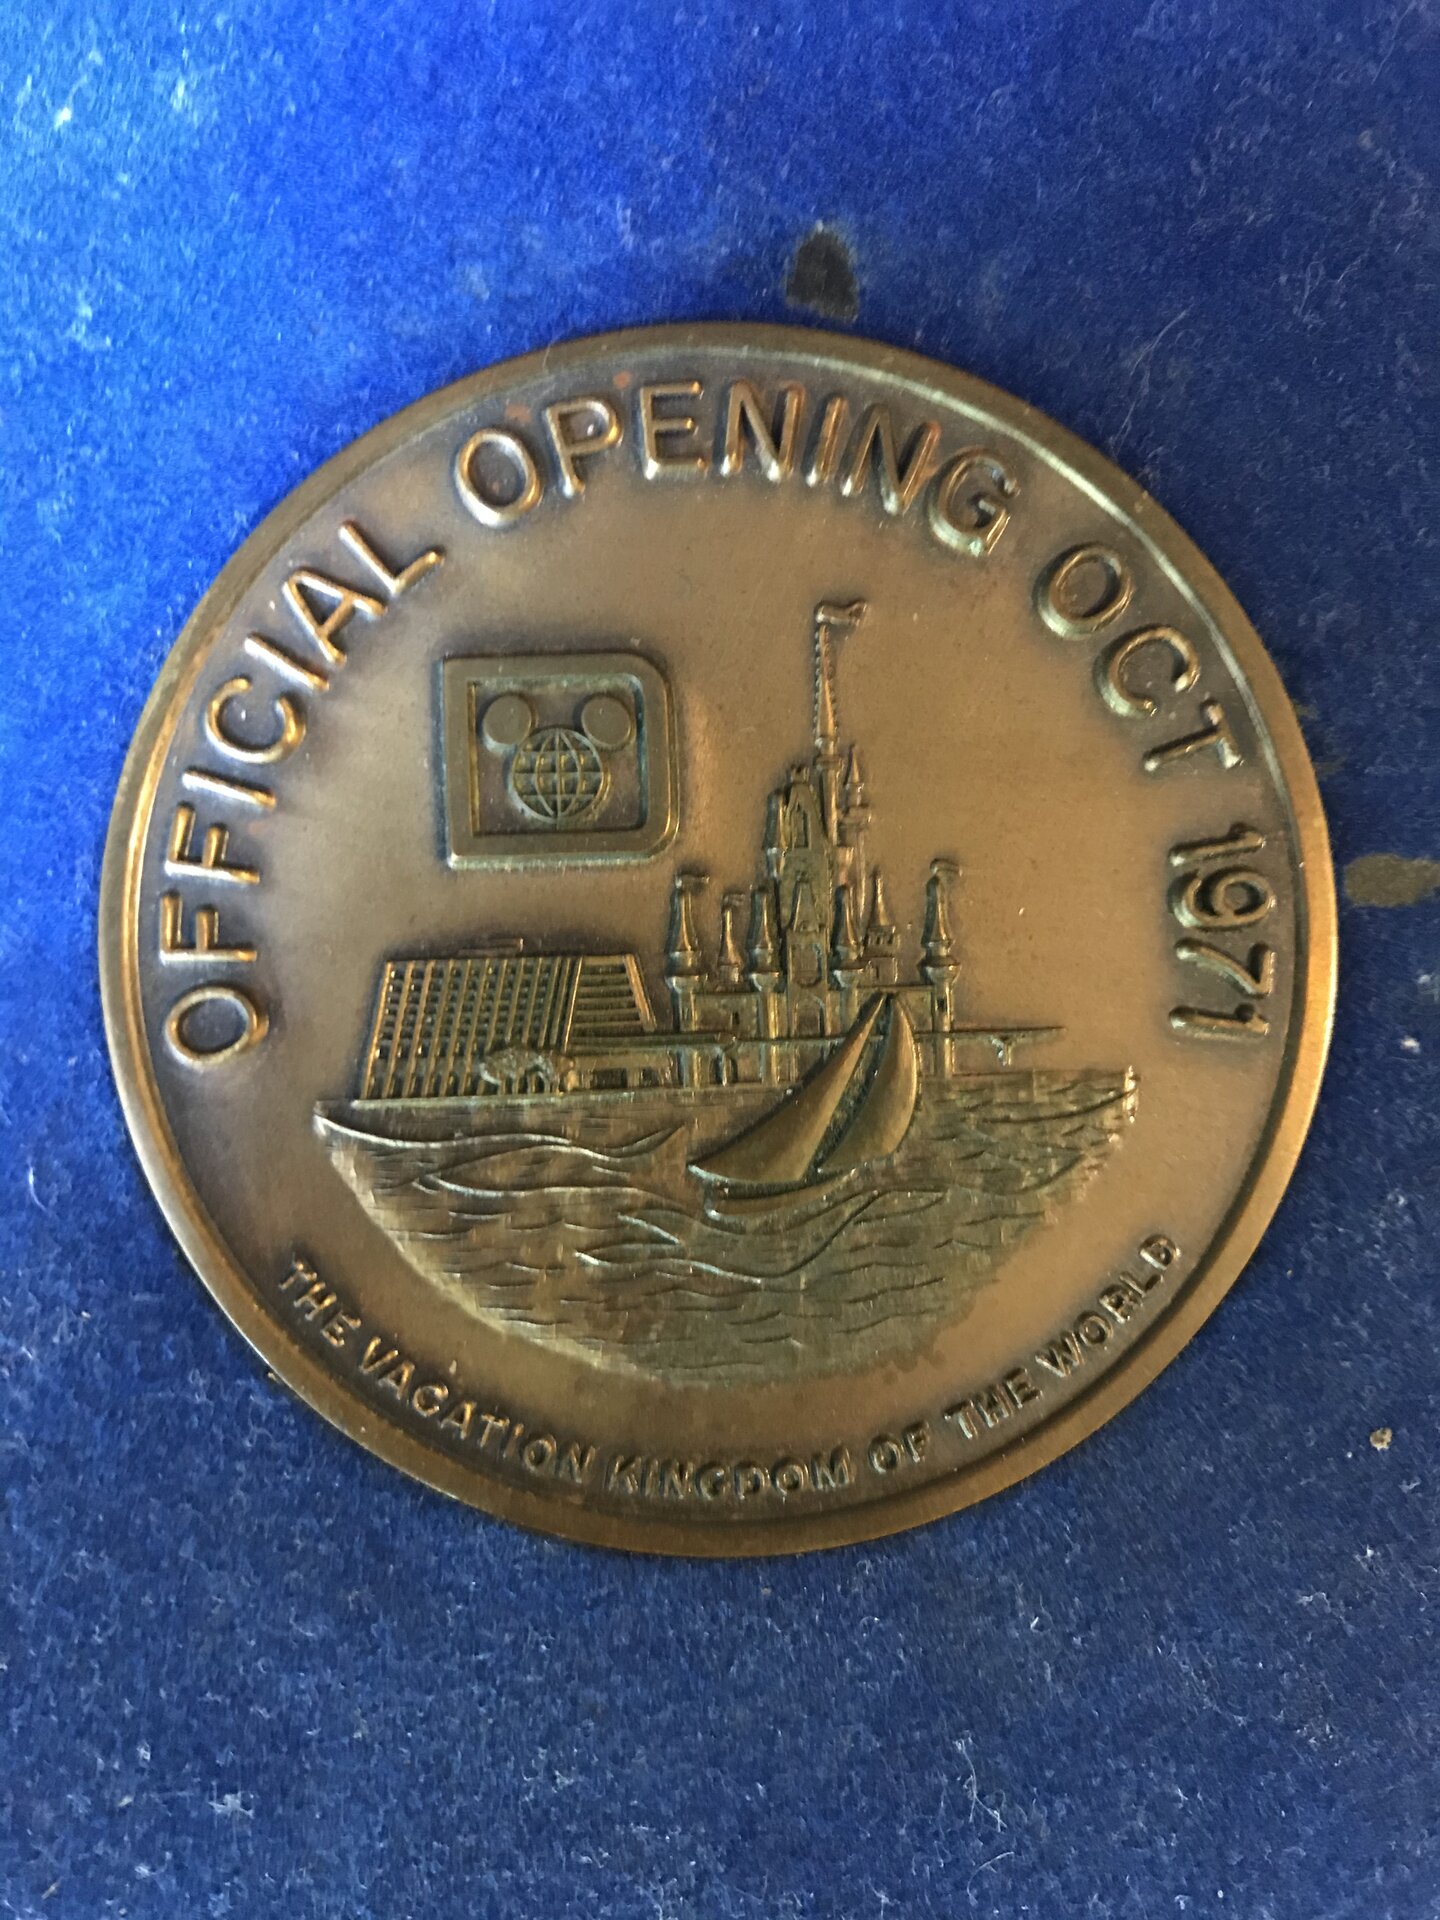 OFFICIAL OPENING OCT 1971
THE VACATION KINGDOM OF THE WORLD